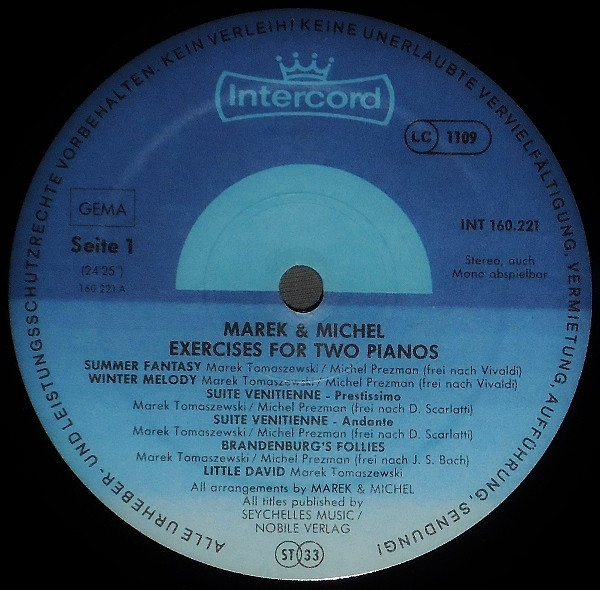 ALLE URHEBER- UND LEISTUNGSSCHUTZRECHTE VORBEHALTEN. KEIN VERLEIH! KEINE UNERLAUBTE VERVIELFÄLTIGUNG, VERMIETUNG, AUFFÜHRUNG, SENDUNG!
Intercord
LC 1109
GEMA
INT 160.221
Seite 1
Stereo, auch
Mono abspielbar
(24'25")
160 221 A
MAREK & MICHEL
EXERCISES FOR TWO PIANOS
SUMMER FANTASY Marek Tomaszewski / Michel Prezman (frei nach Vivaldi)
WINTER MELODY Marek Tomaszewski / Michel Prezman (frei nach Vivaldi)
SUITE VENITIENNE - Prestissimo
Marek Tomaszewski / Michel Prezman (frei nach D. Scarlatti)
SUITE VENITIENNE - Andante
Marek Tomaszewski / Michel Prezman (frei nach D. Scarlatti)
BRANDENBURG'S FOLLIES
Marek Tomaszewski / Michel Prezman (frei nach J. S. Bach)
LITTLE DAVID Marek Tomaszewski
All arrangements by MAREK & MICHEL
All titles published by
SEYCHELLES MUSIC /
NOBILE VERLAG
ST 33